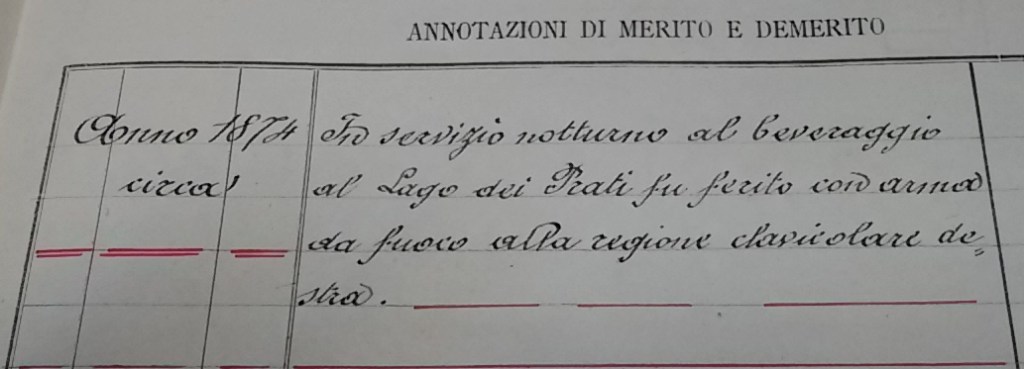 ANNOTAZIONI DI MERITO E DEMERITO
Anno 1874 In servizio notturno al beveraggio
circa al Lago dei Prati fu ferito con arma
da fuoco alla regione clavicolare de=
stra.